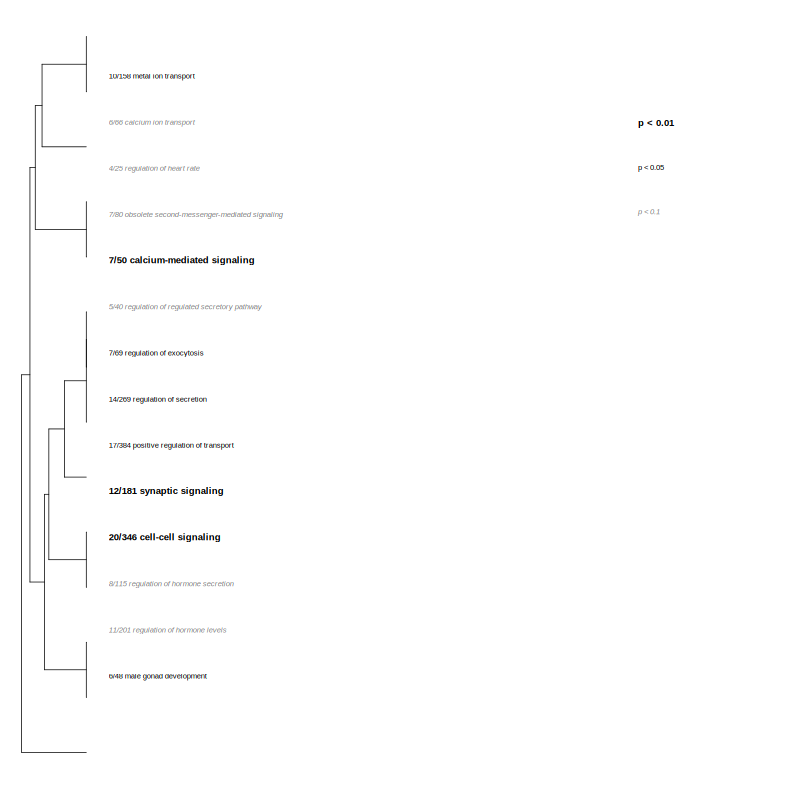 10/158 metal ion transport
6/66 calcium ion transport
p < 0.01
4/25 regulation of heart rate
p < 0.05
7/80 obsolete second-messenger-mediated signaling
p < 0.1
7/50 calcium-mediated signaling
5/40 regulation of regulated secretory pathway
7/69 regulation of exocytosis
14/269 regulation of secretion
17/384 positive regulation of transport
12/181 synaptic signaling
20/346 cell-cell signaling
8/115 regulation of hormone secretion
11/201 regulation of hormone levels
6/48 male gonad development